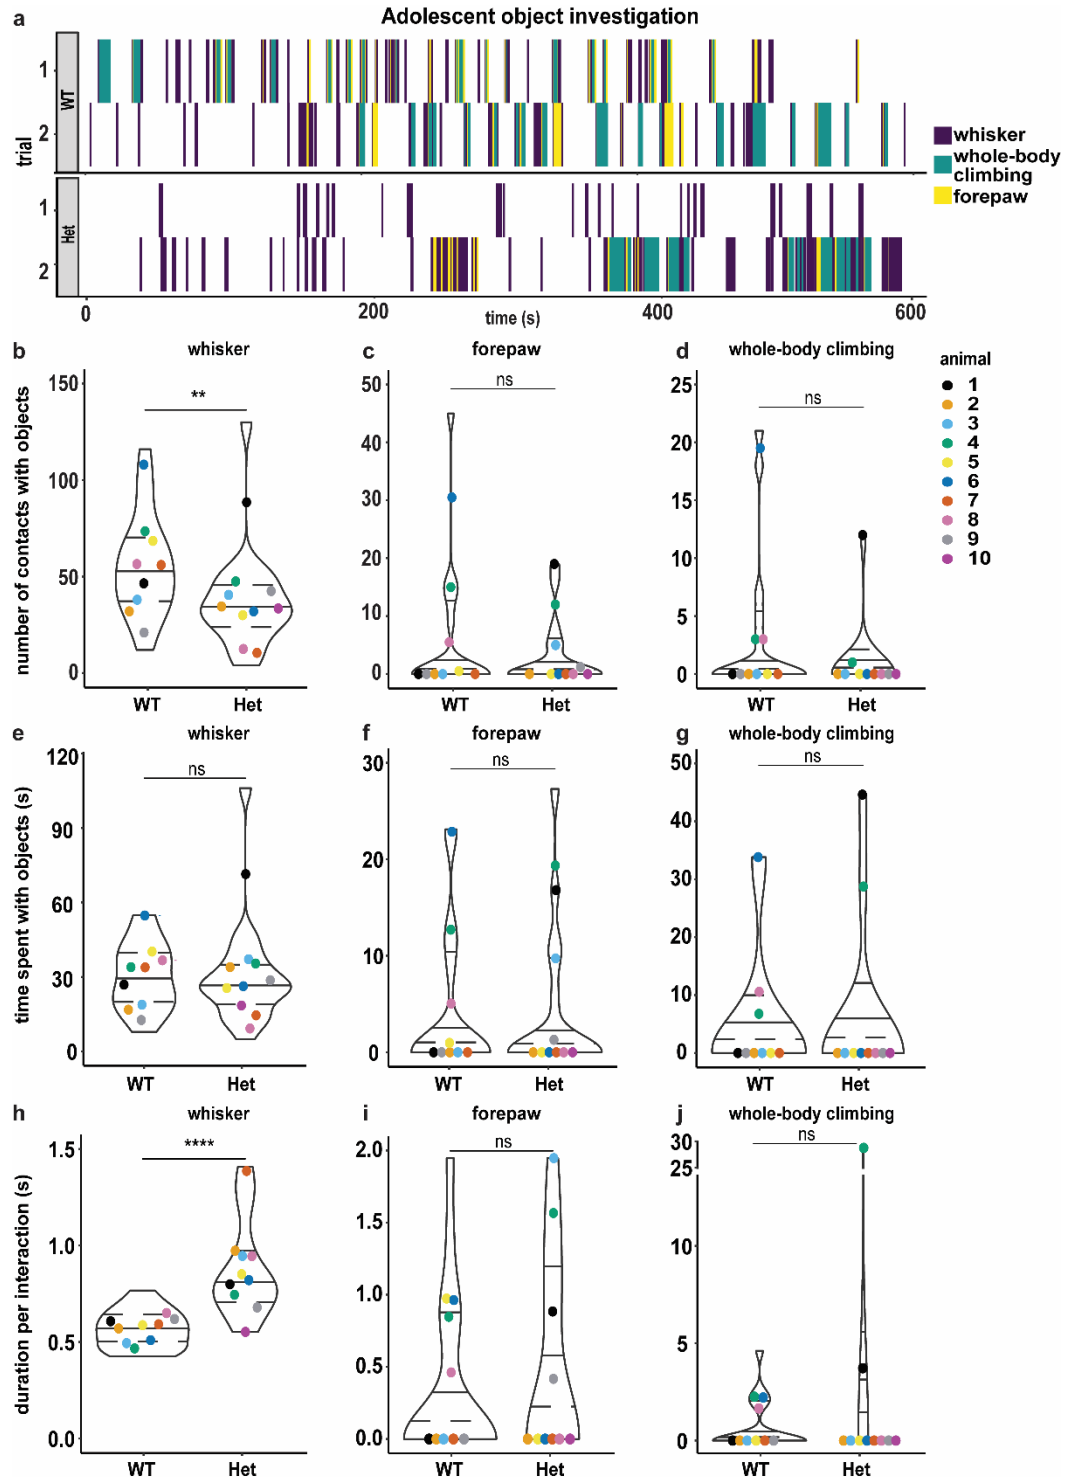 a Adolescent object investigation
trial
WT
1
2
Het
1
2
whisker
whole-body
climbing
forepaw
0 200 400 600
time (s)
b whisker
number of contacts with objects
150
100
50
0
**
WT Het
c forepaw
50
40
30
20
10
0
ns
WT Het
d whole-body climbing
25
20
15
10
5
0
ns
WT Het
animal
1
2
3
4
5
6
7
8
9
10
e whisker
time spent with objects (s)
120
90
60
30
0
ns
WT Het
f forepaw
30
20
10
0
ns
WT Het
g whole-body climbing
50
40
30
20
10
0
ns
WT Het
h whisker
duration per interaction (s)
1.5
1.0
0.5
0.0
****
WT Het
i forepaw
2.0
1.5
1.0
0.5
0.0
ns
WT Het
j whole-body climbing
30
25
10
5
0
ns
WT Het